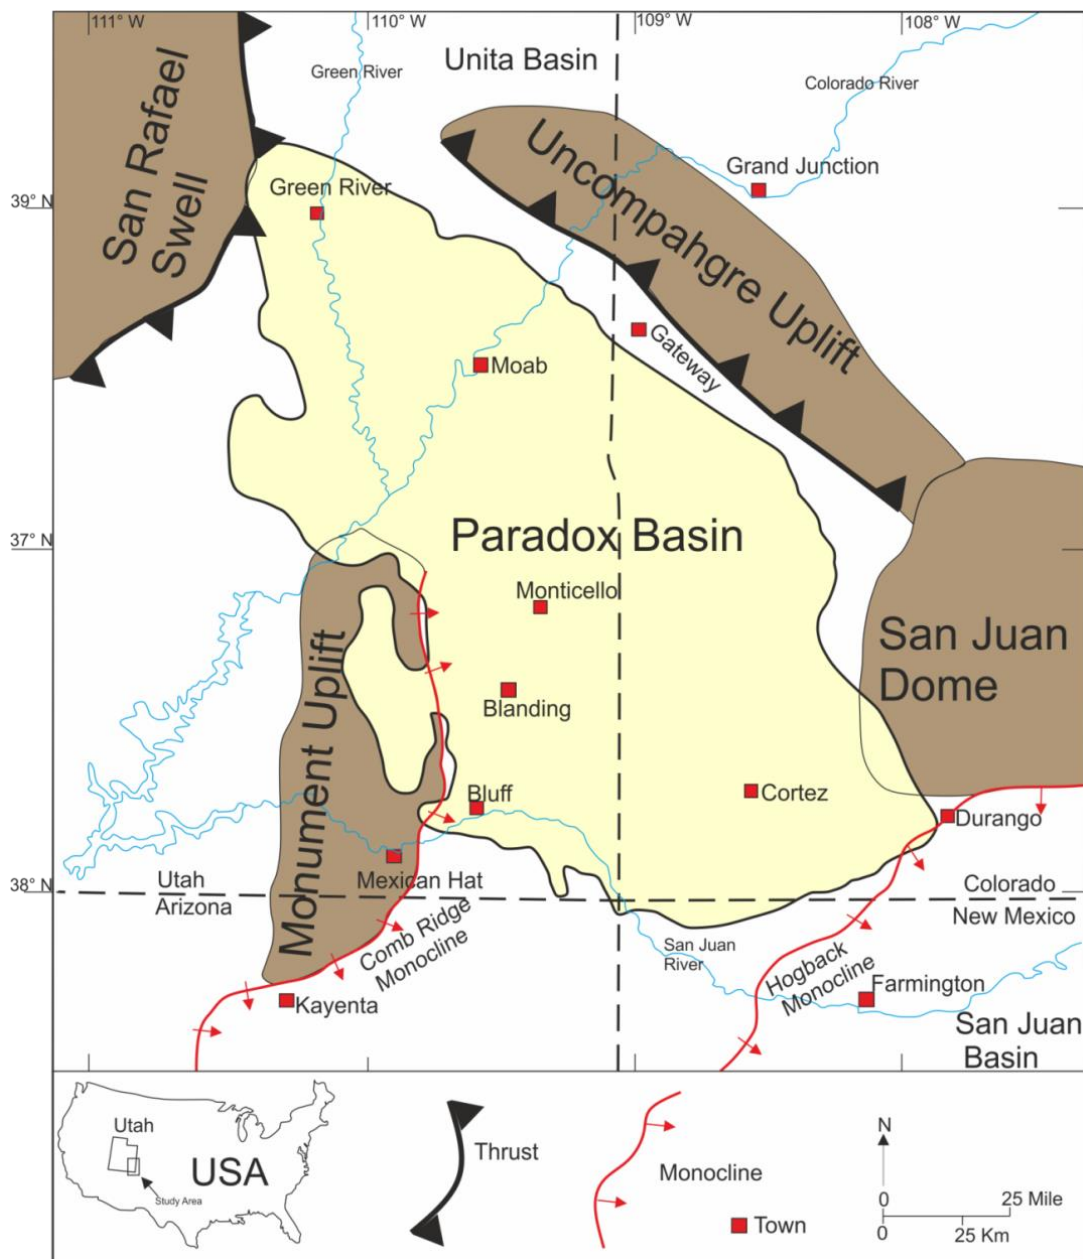 111° W
110° W
109° W
108° W
Unita Basin
Green River
Colorado River
San Rafael
Swell
Uncompahgre Uplift
Grand Junction
39° N
Green River
Gateway
Moab
37° N
Paradox Basin
Monticello
San Juan
Dome
Monument Uplift
Blanding
Bluff
Cortez
Durango
Mexican Hat
38° N
Utah
Arizona
Colorado
New Mexico
Comb Ridge
Monocline
San Juan
River
Hogback
Monocline
Farmington
Kayenta
San Juan
Basin
Utah
USA
Study Area
Thrust
Monocline
Town
N
0
25 Mile
0
25 Km